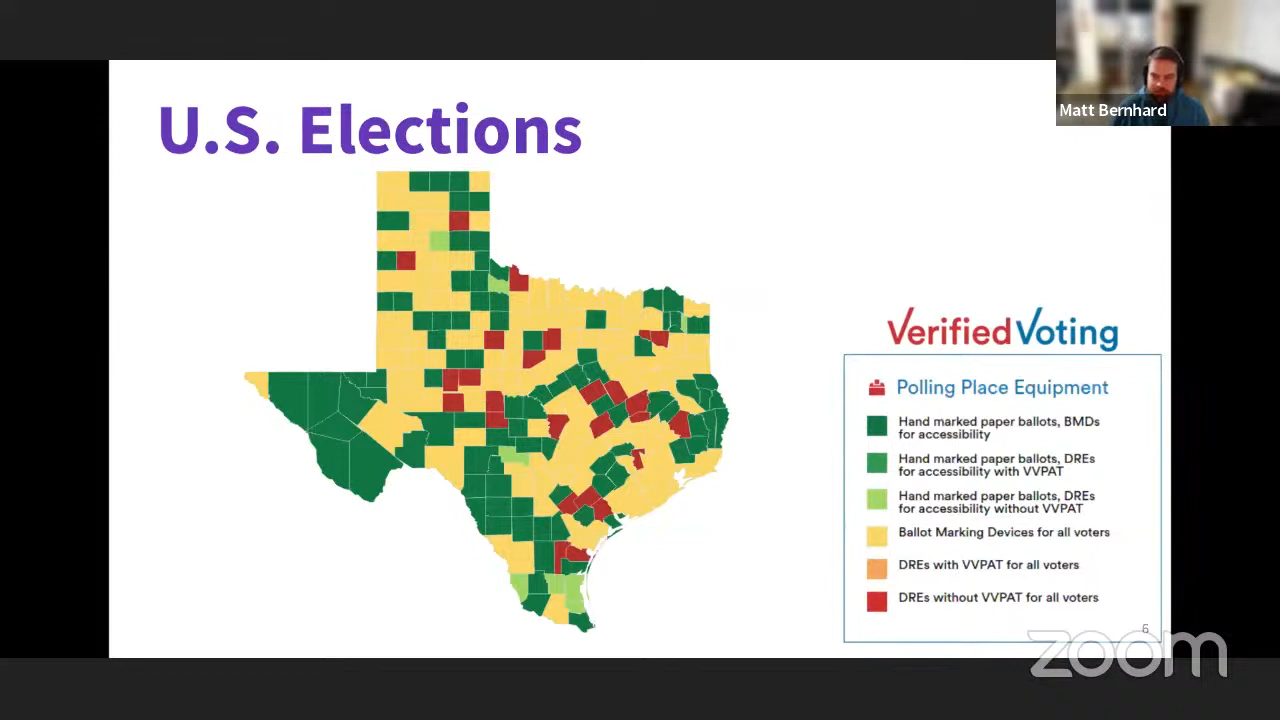 U.S. Elections
Matt Bernhard
Verified Voting
Polling Place Equipment
Hand marked paper ballots, BMDs
for accessibility
Hand marked paper ballots, DREs
for accessibility with VVPAT
Hand marked paper ballots, DREs
for accessibility without VVPAT
Ballot Marking Devices for all voters
DREs with VVPAT for all voters
DREs without VVPAT for all voters
6
zoom